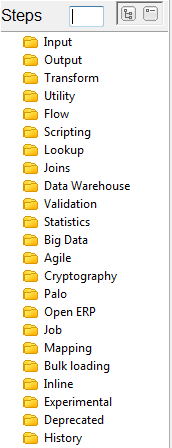 Steps
Input
Output
Transform
Utility
Flow
Scripting
Lookup
Joins
Data Warehouse
Validation
Statistics
Big Data
Agile
Cryptography
Palo
Open ERP
Job
Mapping
Bulk loading
Inline
Experimental
Deprecated
History